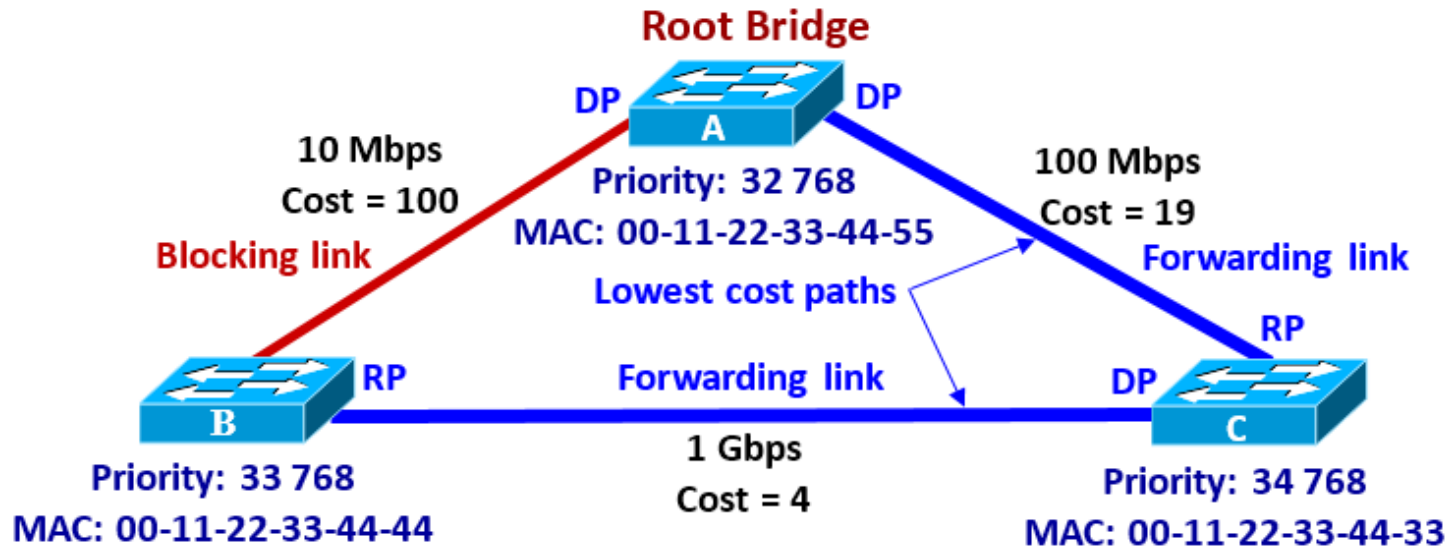 Root Bridge
DP
DP
A
10 Mbps
Cost = 100
Priority: 32 768
MAC: 00-11-22-33-44-55
100 Mbps
Cost = 19
Blocking link
Forwarding link
Lowest cost paths
RP
RP
Forwarding link
DP
B
C
1 Gbps
Cost = 4
Priority: 33 768
MAC: 00-11-22-33-44-44
Priority: 34 768
MAC: 00-11-22-33-44-33